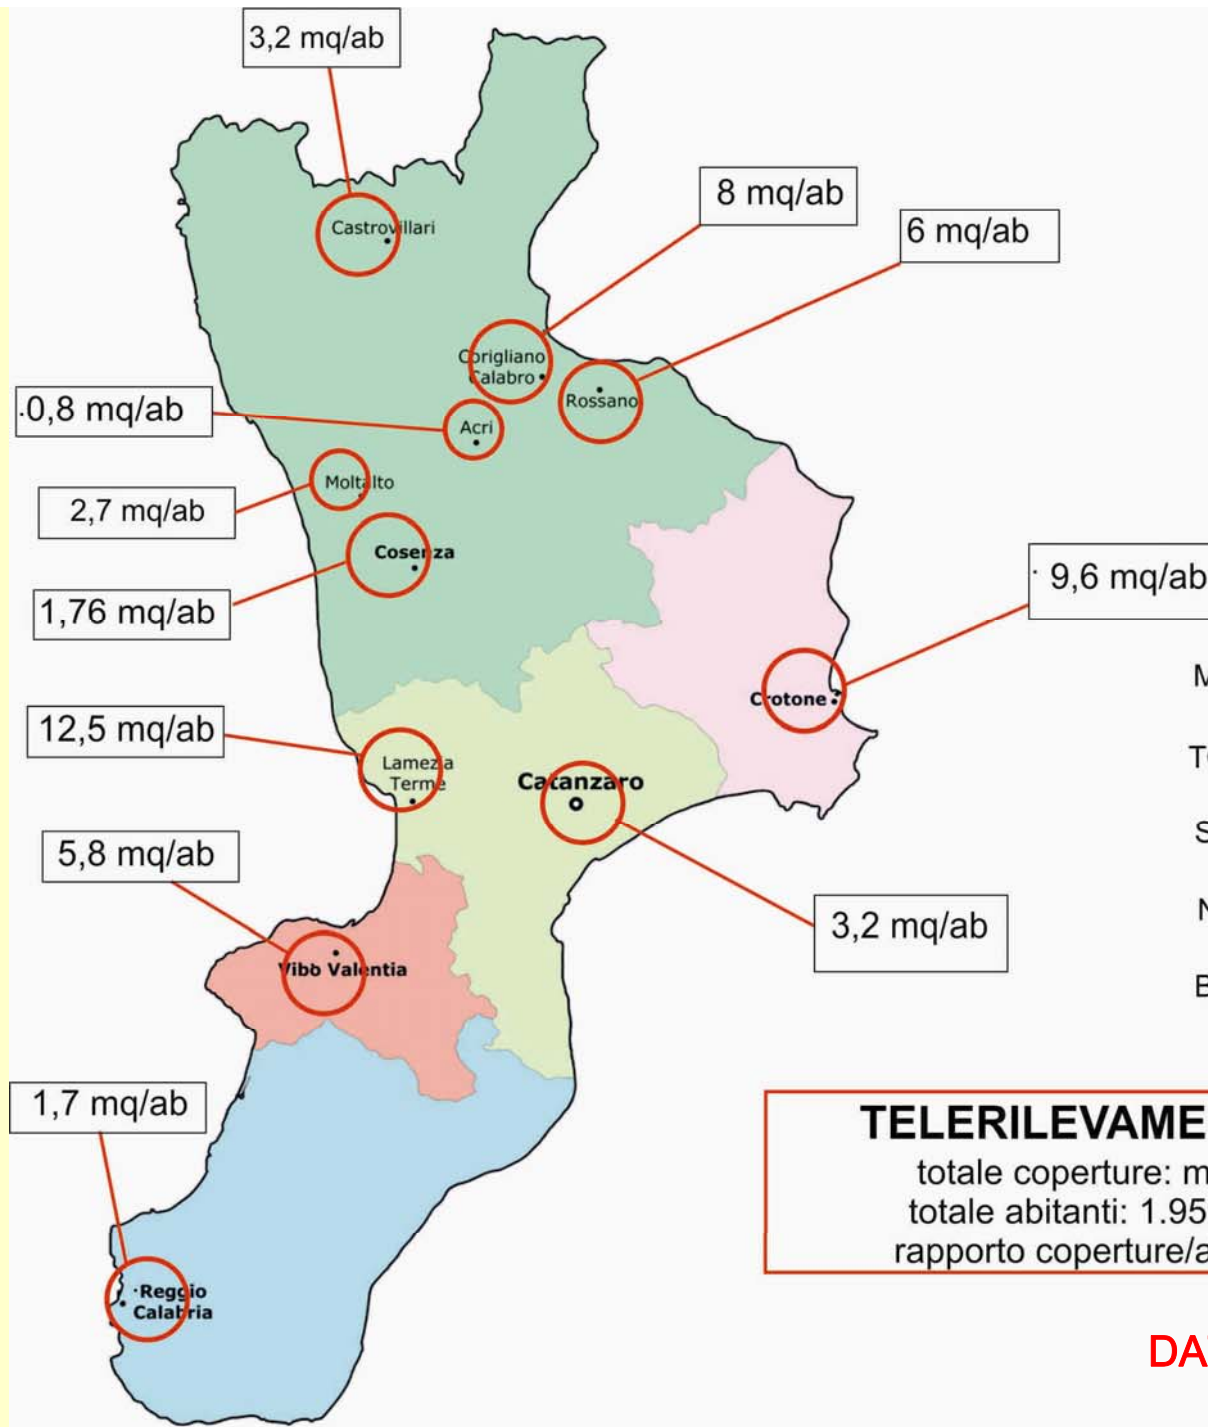 3,2 mq/ab
8 mq/ab
6 mq/ab
Castrovillari
Corigliano
Calabro
Rossano
.0,8 mq/ab
Acri
Moltalto
2,7 mq/ab
Cosenza
1,76 mq/ab
9,6 mq/ab
Crotone
12,5 mq/ab
Lamezia
Terme
Catanzaro
5,8 mq/ab
3,2 mq/ab
Vibo Valentia
1,7 mq/ab
TELERILEVAME
totale coperture: m
totale abitanti: 1.95
rapporto coperture/a
Reggio
Calabria
DA